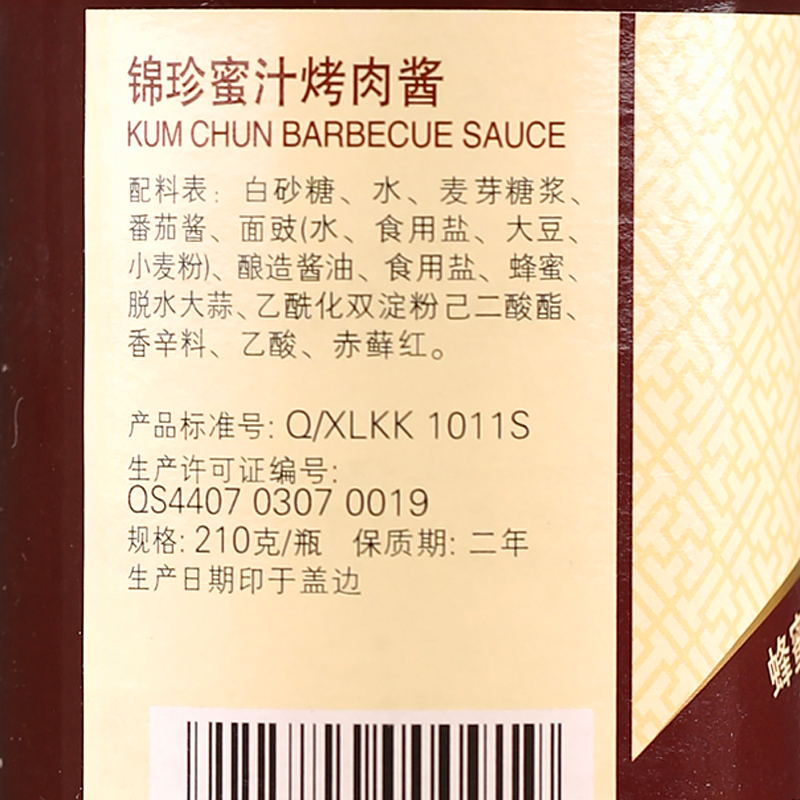 锦珍蜜汁烤肉酱
KUM CHUN BARBECUE SAUCE
配料表：白砂糖、水、麦芽糖浆、
番茄酱、面豉(水、食用盐、大豆、
小麦粉)、酿造酱油、食用盐、蜂蜜、
脱水大蒜、乙酰化双淀粉己二酸酯、
香辛料、乙酸、赤藓红。
产品标准号: Q/XLKK 1011S
生产许可证编号:
QS4407 0307 0019
规格: 210克/瓶 保质期: 二年
生产日期印于盖边
蜂蜜